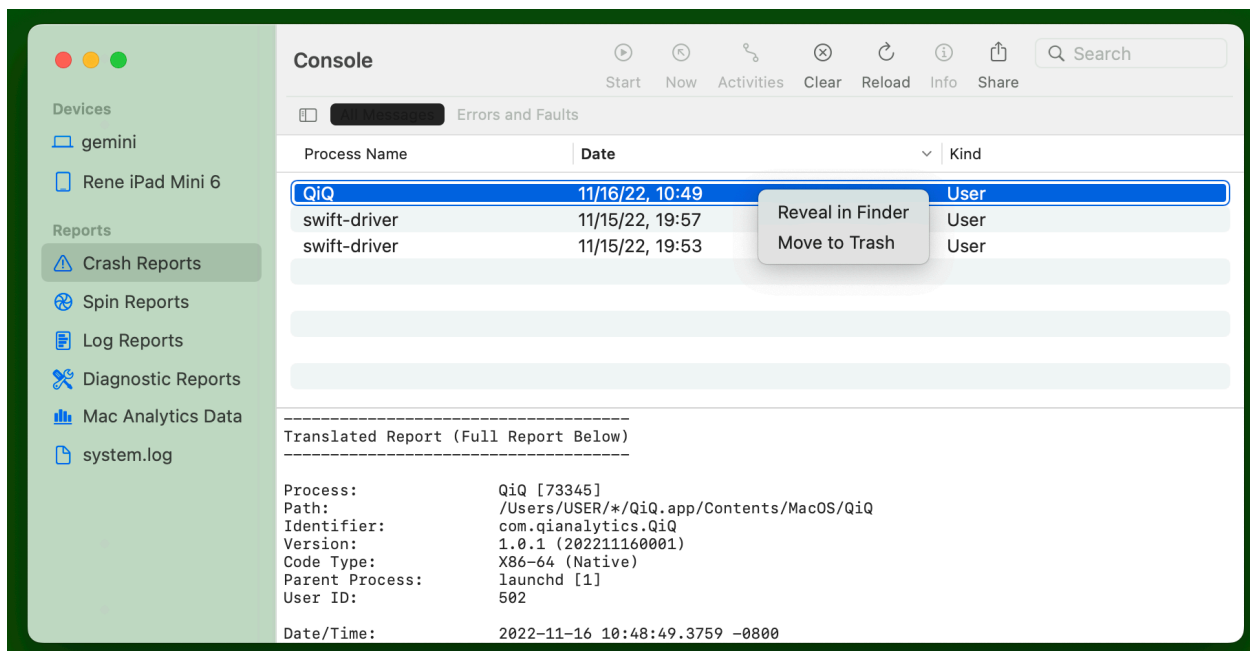 Console
Start
Now
Activities
Clear
Reload
Info
Share
Search
All Messages
Errors and Faults
Devices
gemini
Rene iPad Mini 6
Reports
Crash Reports
Spin Reports
Log Reports
Diagnostic Reports
Mac Analytics Data
system.log
Process Name Date Kind
QiQ 11/16/22, 10:49 User
swift-driver 11/15/22, 19:57 User
swift-driver 11/15/22, 19:53 User
Reveal in Finder
Move to Trash
-------------------------------------
Translated Report (Full Report Below)
-------------------------------------
Process: QiQ [73345]
Path: /Users/USER/*/QiQ.app/Contents/MacOS/QiQ
Identifier: com.qianalytics.QiQ
Version: 1.0.1 (202211160001)
Code Type: X86-64 (Native)
Parent Process: launchd [1]
User ID: 502
Date/Time: 2022-11-16 10:48:49.3759 -0800